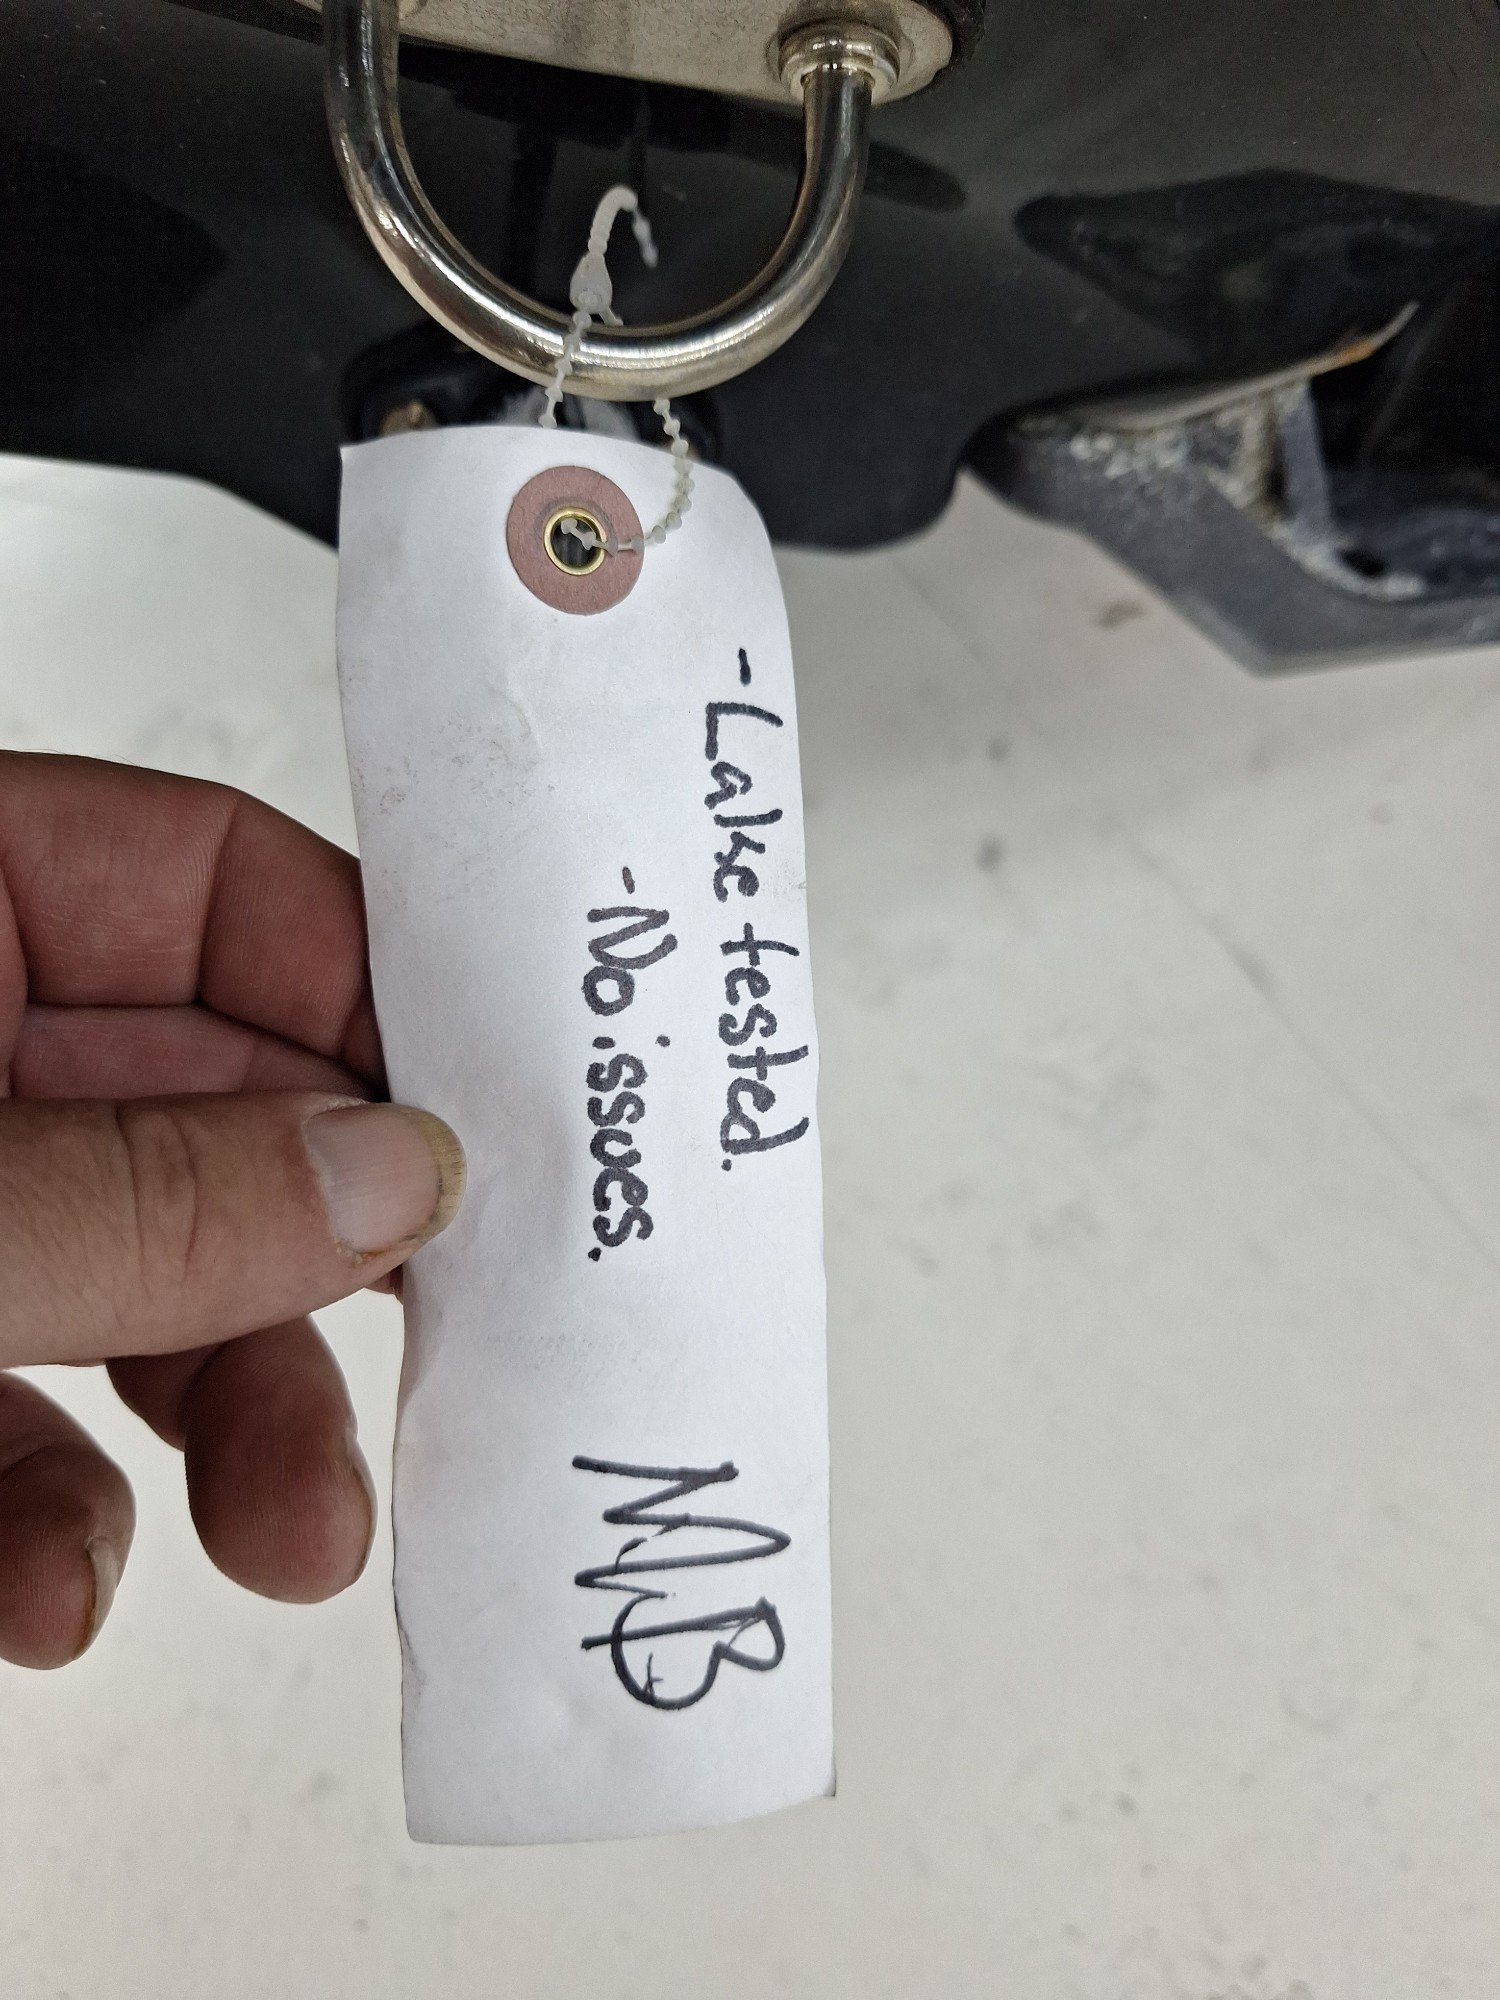 -Lake tested.
-No issues.
MB